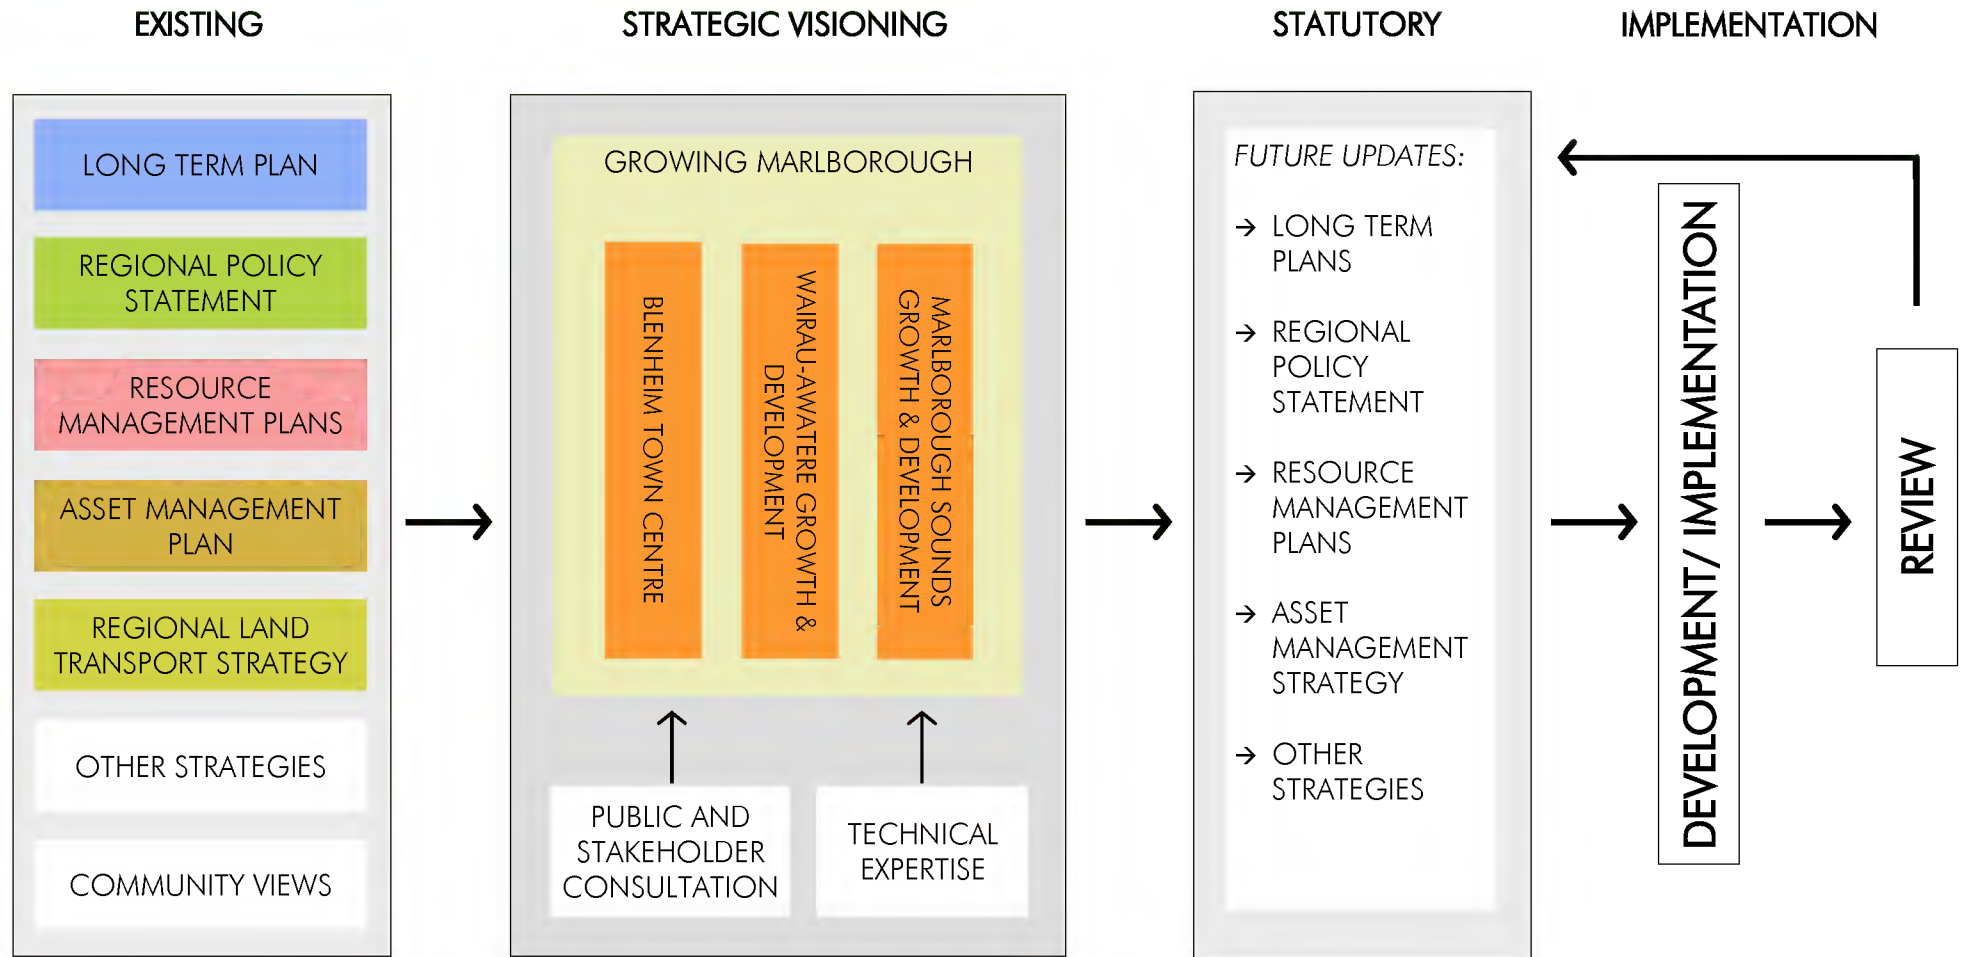 EXISTING
LONG TERM PLAN
REGIONAL POLICY
STATEMENT
RESOURCE
MANAGEMENT PLANS
ASSET MANAGEMENT
PLAN
REGIONAL LAND
TRANSPORT STRATEGY
OTHER STRATEGIES
COMMUNITY VIEWS
STRATEGIC VISIONING
GROWING MARLBOROUGH
BLENHEIM TOWN CENTRE
WAIRAU-AWATERE GROWTH &
DEVELOPMENT
MARLBOROUGH SOUNDS
GROWTH & DEVELOPMENT
PUBLIC AND
STAKEHOLDER
CONSULTATION
TECHNICAL
EXPERTISE
STATUTORY
FUTURE UPDATES:
→ LONG TERM
PLANS
→ REGIONAL
POLICY
STATEMENT
→ RESOURCE
MANAGEMENT
PLANS
→ ASSET
MANAGEMENT
STRATEGY
→ OTHER
STRATEGIES
IMPLEMENTATION
DEVELOPMENT/ IMPLEMENTATION
REVIEW